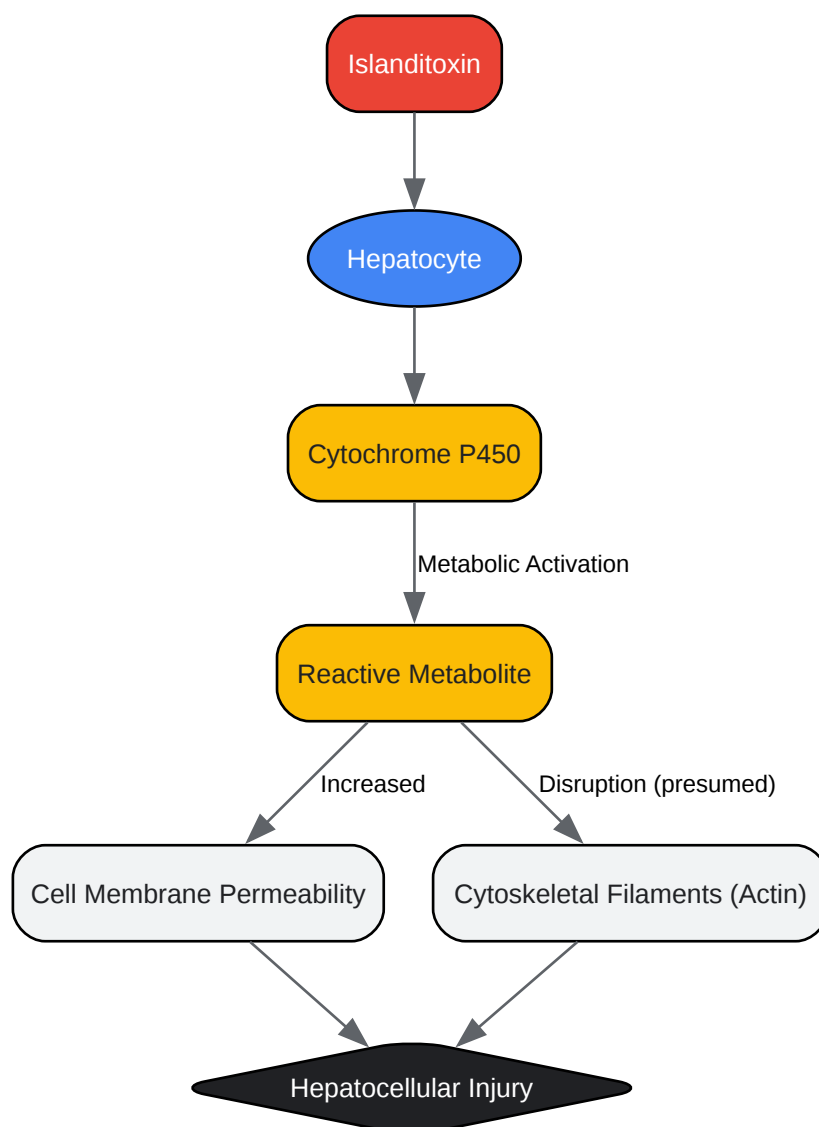 Islanditoxin
Hepatocyte
Cytochrome P450
Metabolic Activation
Reactive Metabolite
Increased
Disruption (presumed)
Cell Membrane Permeability
Cytoskeletal Filaments (Actin)
Hepatocellular Injury